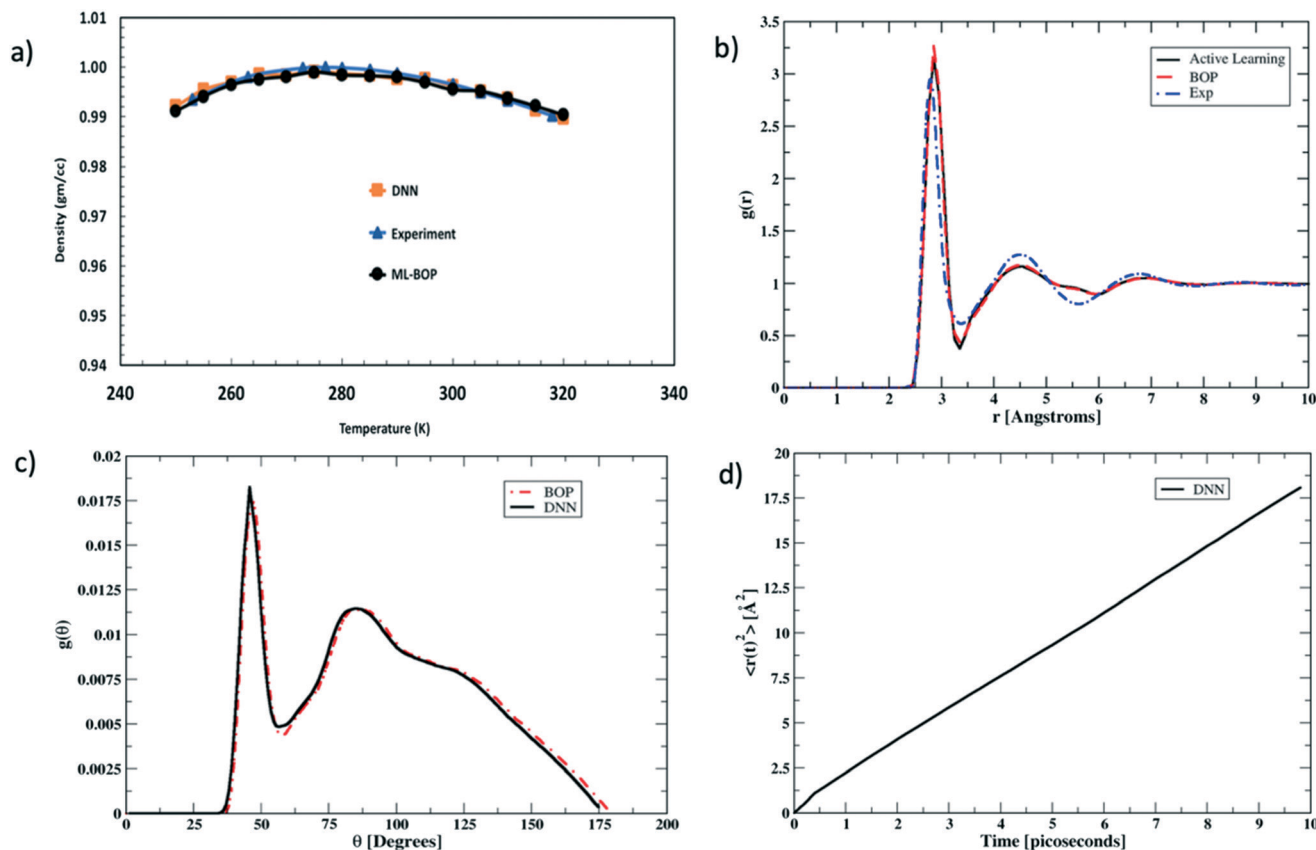 a)
1.01
1.00
0.99
0.98
0.97
0.96
0.95
0.94
Density (gm/cc)
DNN
Experiment
ML-BOP
240 260 280 300 320 340
Temperature (K)
b)
3.5
3
2.5
2
1.5
1
0.5
0
g(r)
Active Learning
BOP
Exp
0 1 2 3 4 5 6 7 8 9 10
r [Angstroms]
c)
0.02
0.0175
0.015
0.0125
0.01
0.0075
0.005
0.0025
0
g(θ)
BOP
DNN
0 25 50 75 100 125 150 175 200
θ [Degrees]
d)
20
17.5
15
12.5
10
7.5
5
2.5
0
<r(t)²> [Å²]
DNN
0 1 2 3 4 5 6 7 8 9 10
Time [picoseconds]